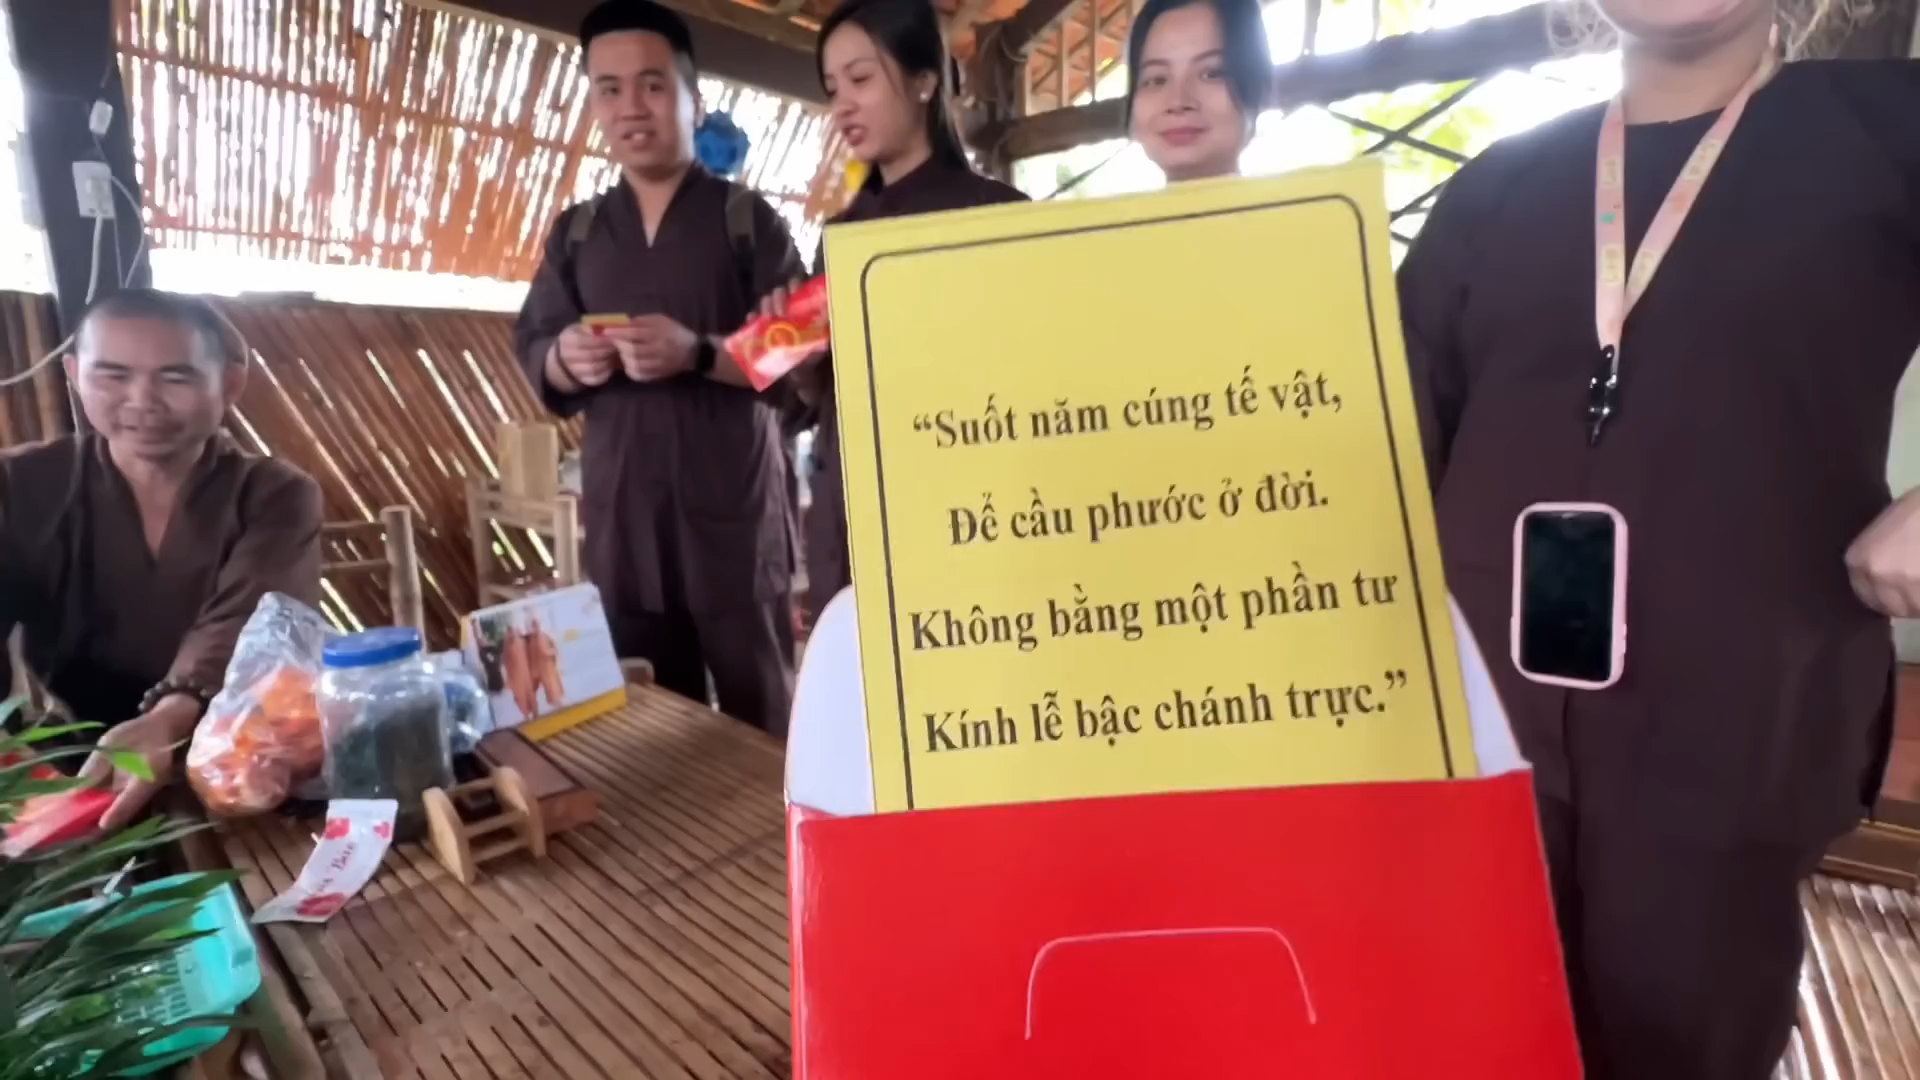 “Suốt năm cúng tế vật,
Để cầu phước ở đời.
Không bằng một phần tư
Kính lễ bậc chánh trực.”